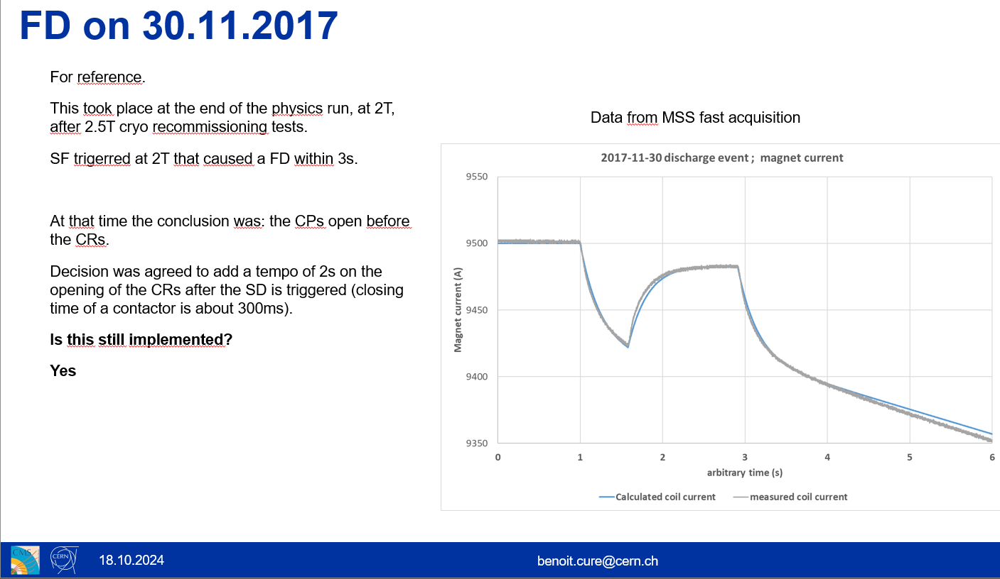 FD on 30.11.2017
For reference.
This took place at the end of the physics run, at 2T,
after 2.5T cryo recommissioning tests.
SF trigerred at 2T that caused a FD within 3s.
At that time the conclusion was: the CPs open before
the CRs.
Decision was agreed to add a tempo of 2s on the
opening of the CRs after the SD is triggered (closing
time of a contactor is about 300ms).
Is this still implemented?
Yes
Data from MSS fast acquisition
2017-11-30 discharge event ; magnet current
9550
9500
9450
9400
9350
Magnet current (A)
0 1 2 3 4 5 6
arbitrary time (s)
Calculated coil current measured coil current
CMS
CERN
18.10.2024
benoit.cure@cern.ch